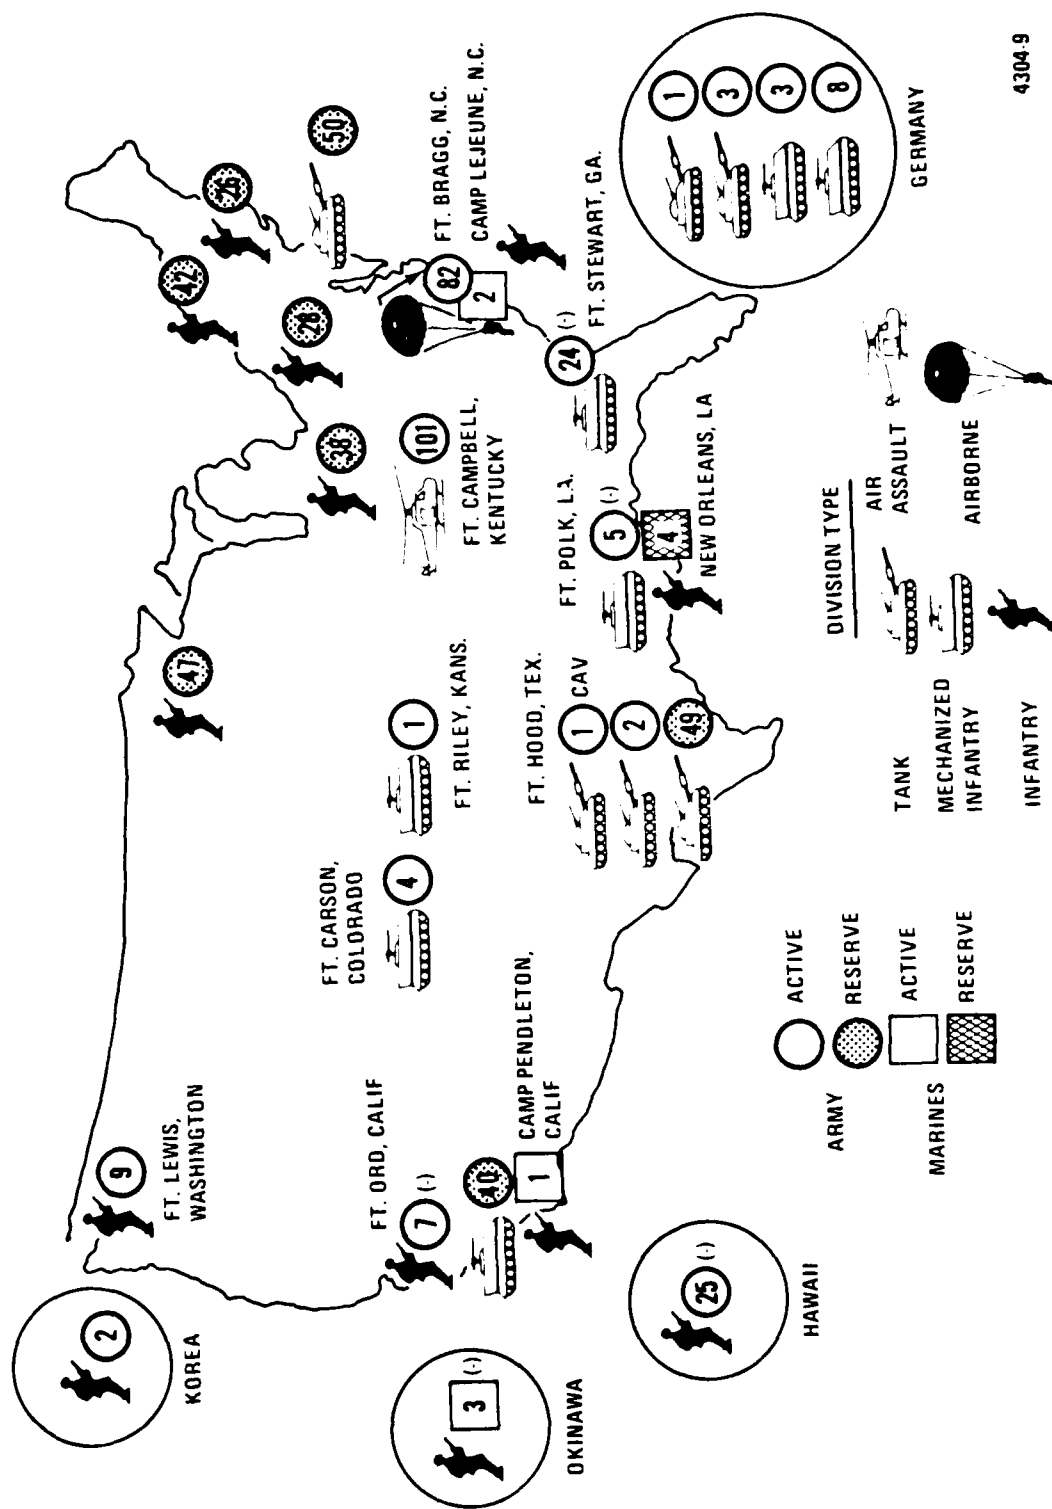 KOREA
2
FT. LEWIS,
WASHINGTON
9
OKINAWA
3 (-)
HAWAII
25 (-)
FT. ORD, CALIF
7 (-)
40
CAMP PENDLETON,
CALIF
1
FT. CARSON,
COLORADO
4
FT. RILEY, KANS.
1
FT. HOOD, TEX.
1 CAV
2
49
47
FT. POLK, LA.
5 (-)
4
NEW ORLEANS, LA
38
FT. CAMPBELL,
KENTUCKY
101
28
42
26
50
FT. BRAGG, N.C.
CAMP LEJEUNE, N.C.
82
2
24 (-)
FT. STEWART, GA.
1
3
3
8
GERMANY
ARMY
ACTIVE
RESERVE
MARINES
ACTIVE
RESERVE
DIVISION TYPE
TANK
MECHANIZED
INFANTRY
INFANTRY
AIR
ASSAULT
AIRBORNE
4304-9